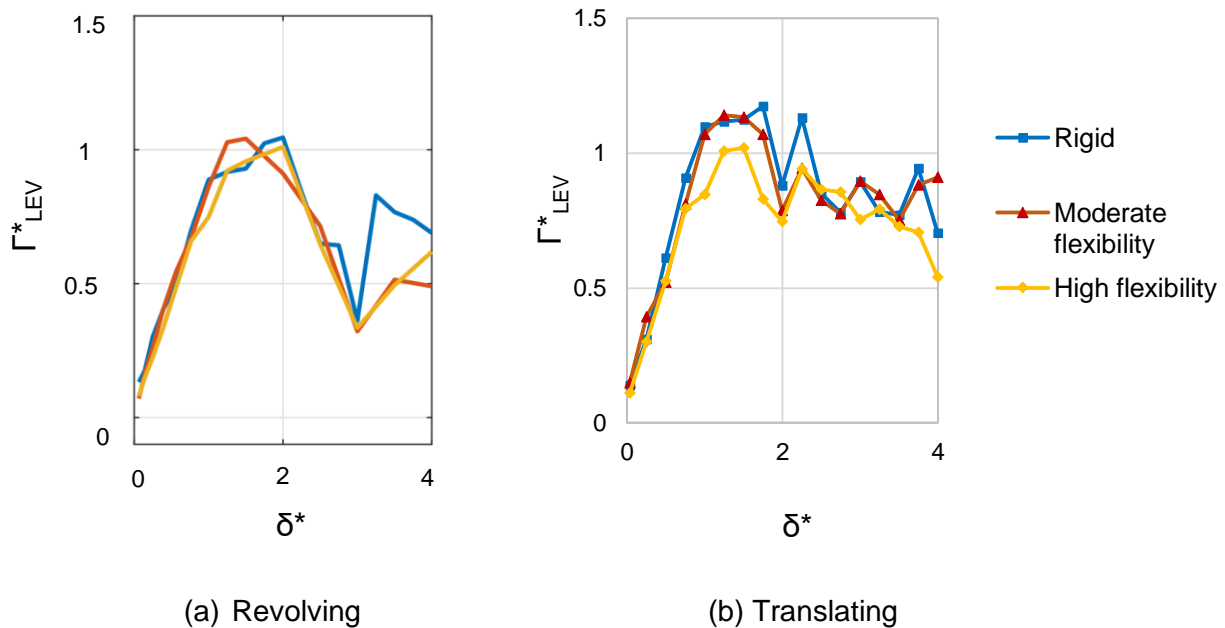 1.5
1
0.5
0
Γ*LEV
0
2
4
δ*
(a) Revolving
1.5
1
0.5
0
Γ*LEV
0
2
4
δ*
(b) Translating
Rigid
Moderate
flexibility
High flexibility